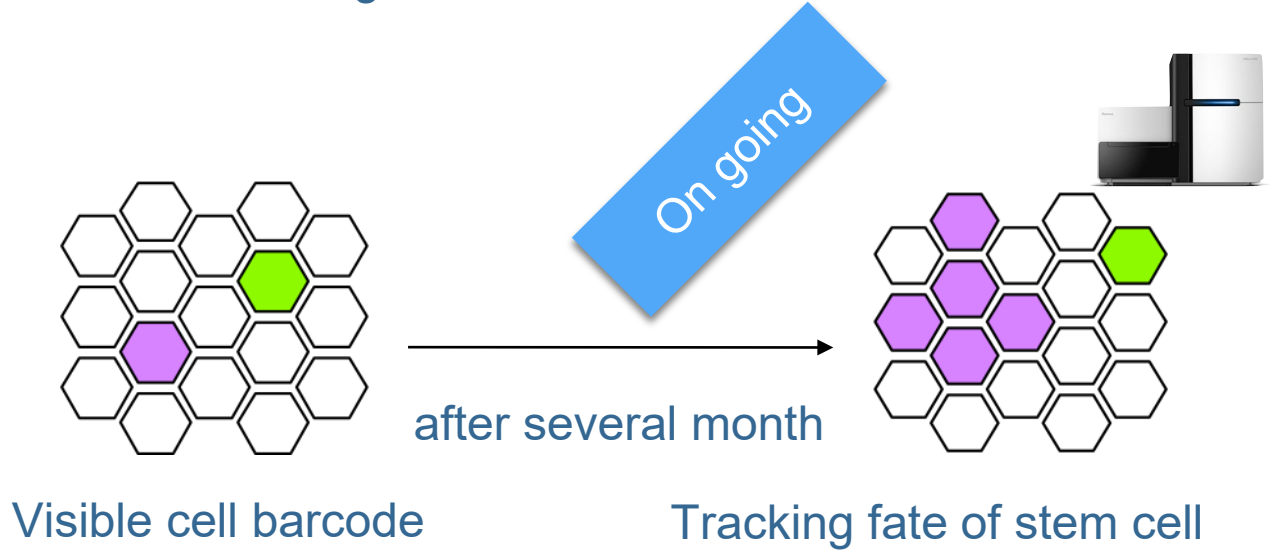 On going
after several month
Visible cell barcode
Tracking fate of stem cell